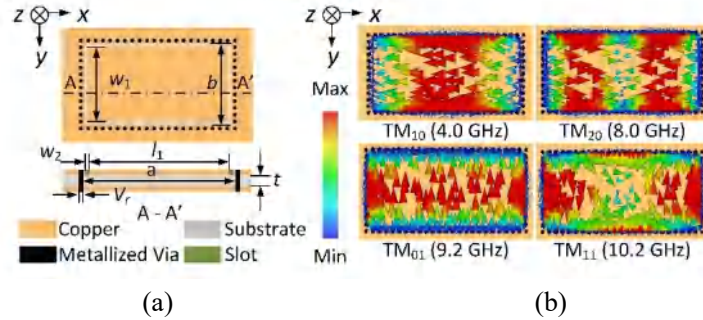 (a)
z x
y
A w₁ b A'
w₂ l₁
a t
Vᵣ
A - A'
Copper Substrate
Metallized Via Slot
(a)
(b)
z x
y
Max
Min
TM₁₀ (4.0 GHz) TM₂₀ (8.0 GHz)
TM₀₁ (9.2 GHz) TM₁₁ (10.2 GHz)
(b)